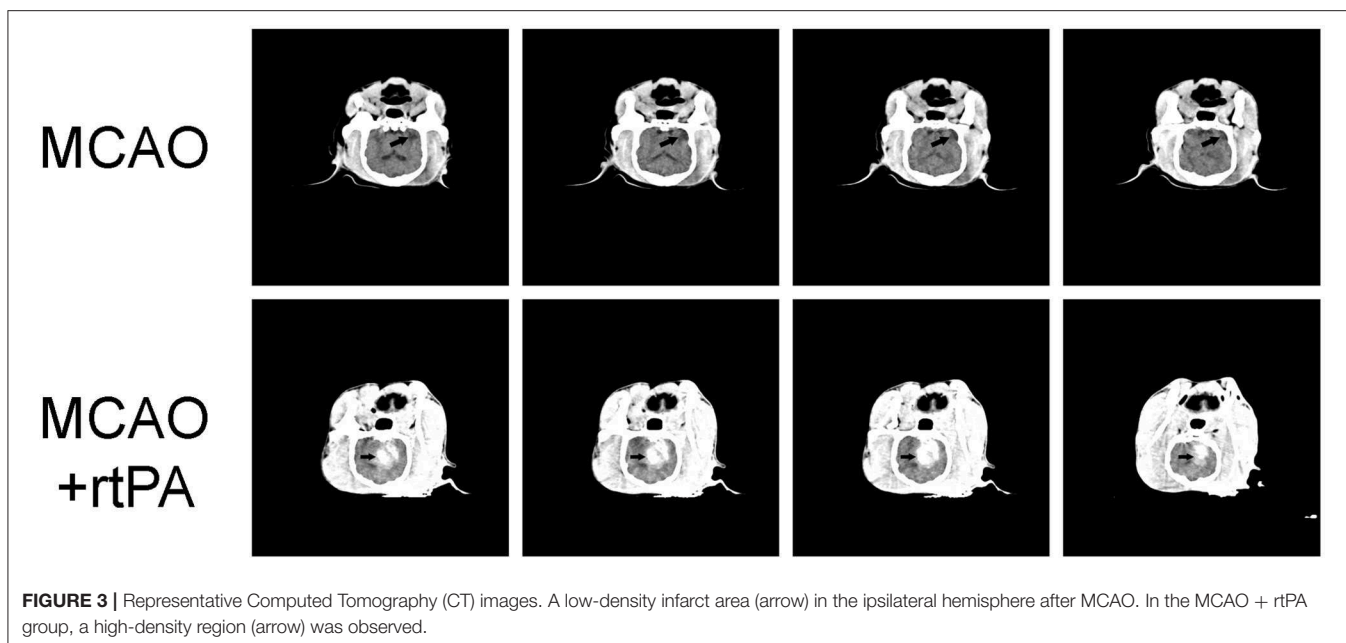 MCAO
MCAO
+rtPA
FIGURE 3 | Representative Computed Tomography (CT) images. A low-density infarct area (arrow) in the ipsilateral hemisphere after MCAO. In the MCAO + rtPA
group, a high-density region (arrow) was observed.